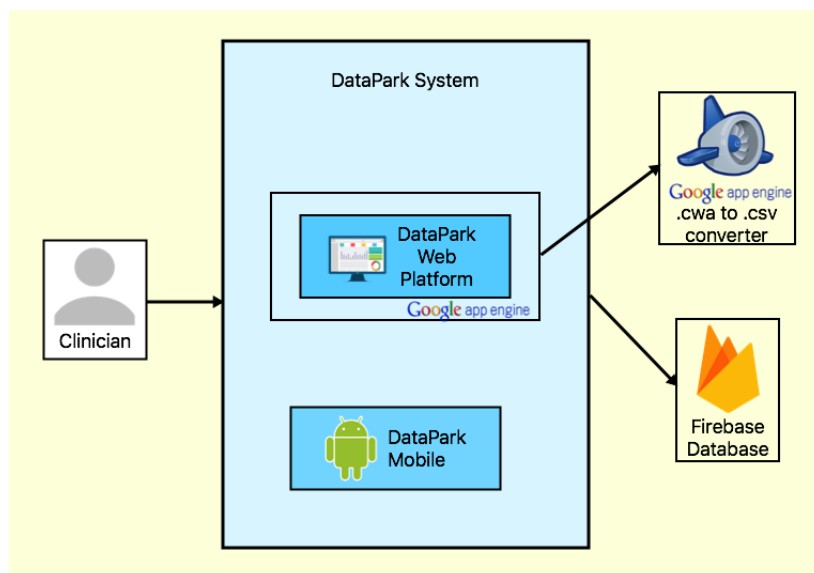 DataPark System
Google app engine
.cwa to .csv
converter
DataPark
Web
Platform
Google app engine
Clinician
DataPark
Mobile
Firebase
Database